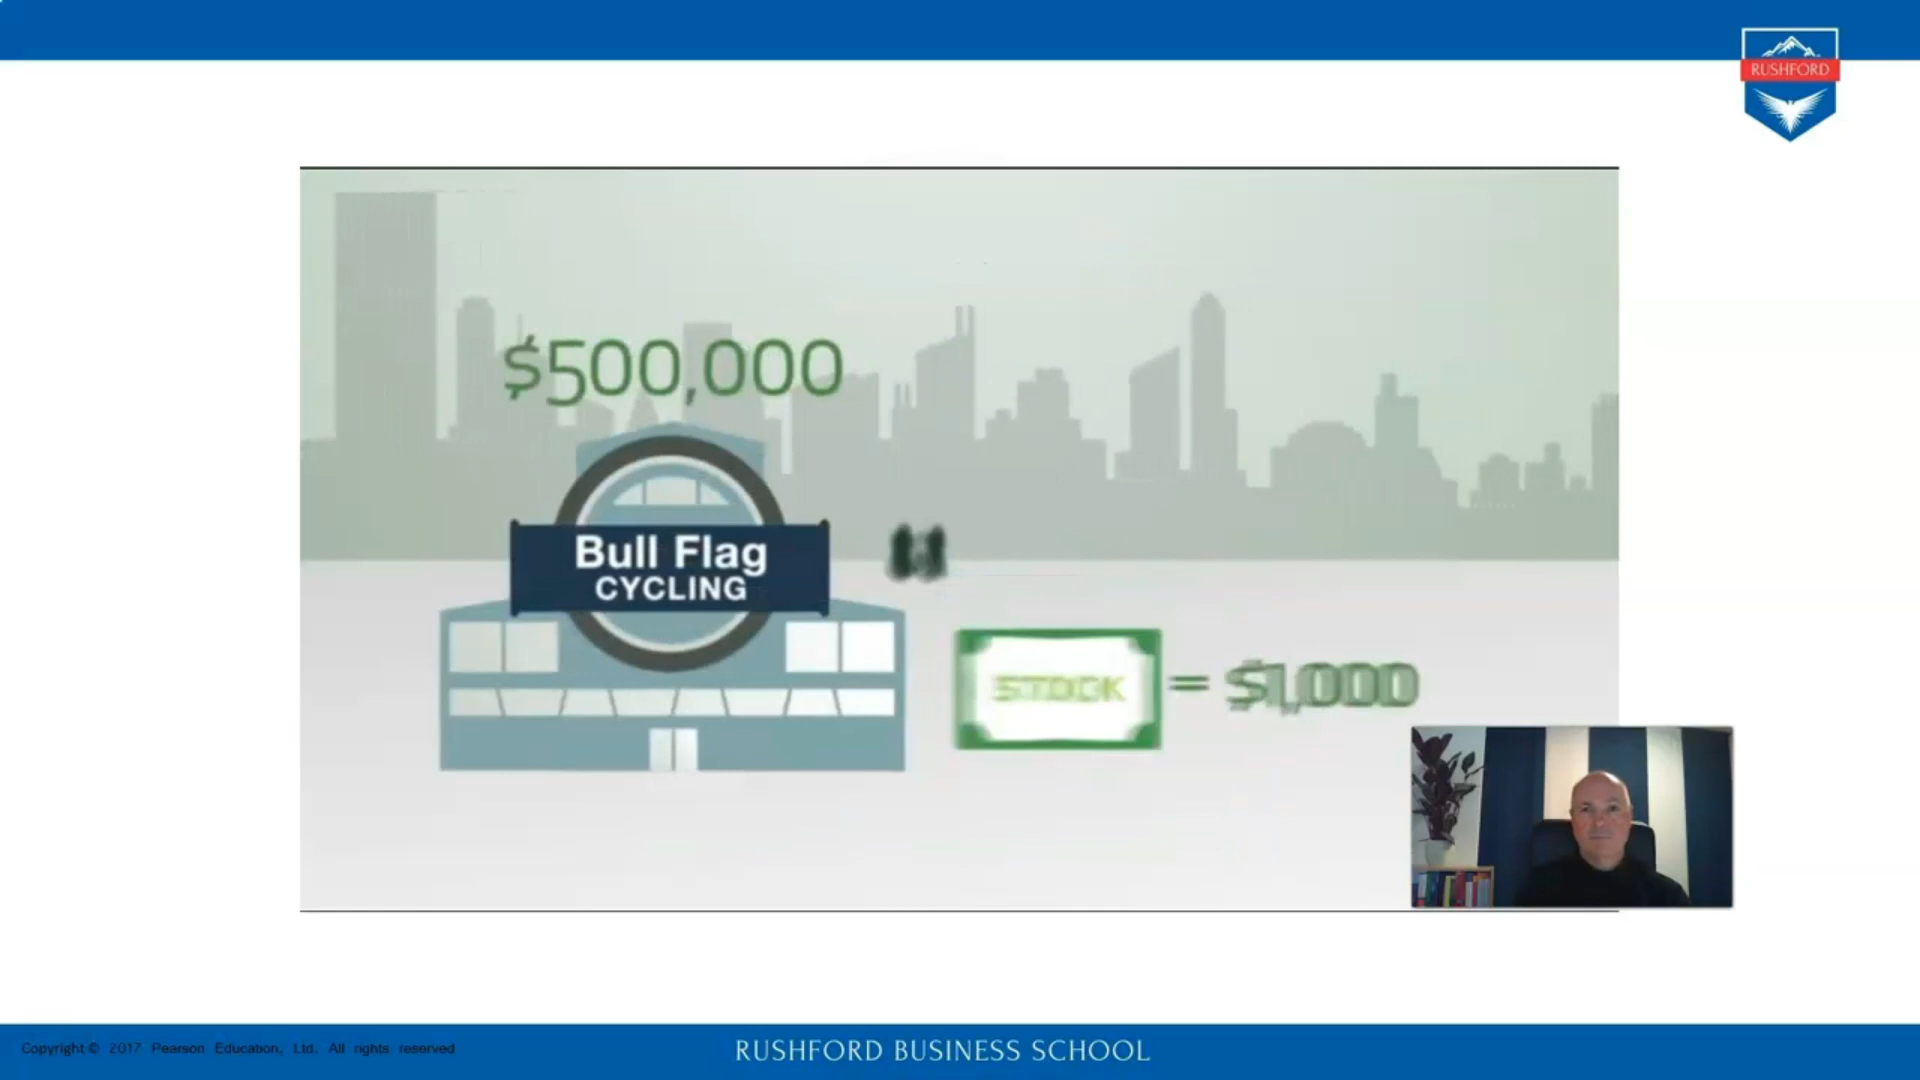 RUSHFORD
$500,000
Bull Flag
CYCLING
STOCK = $1,000
Copyright © 2017 Pearson Education, Ltd. All rights reserved
RUSHFORD BUSINESS SCHOOL